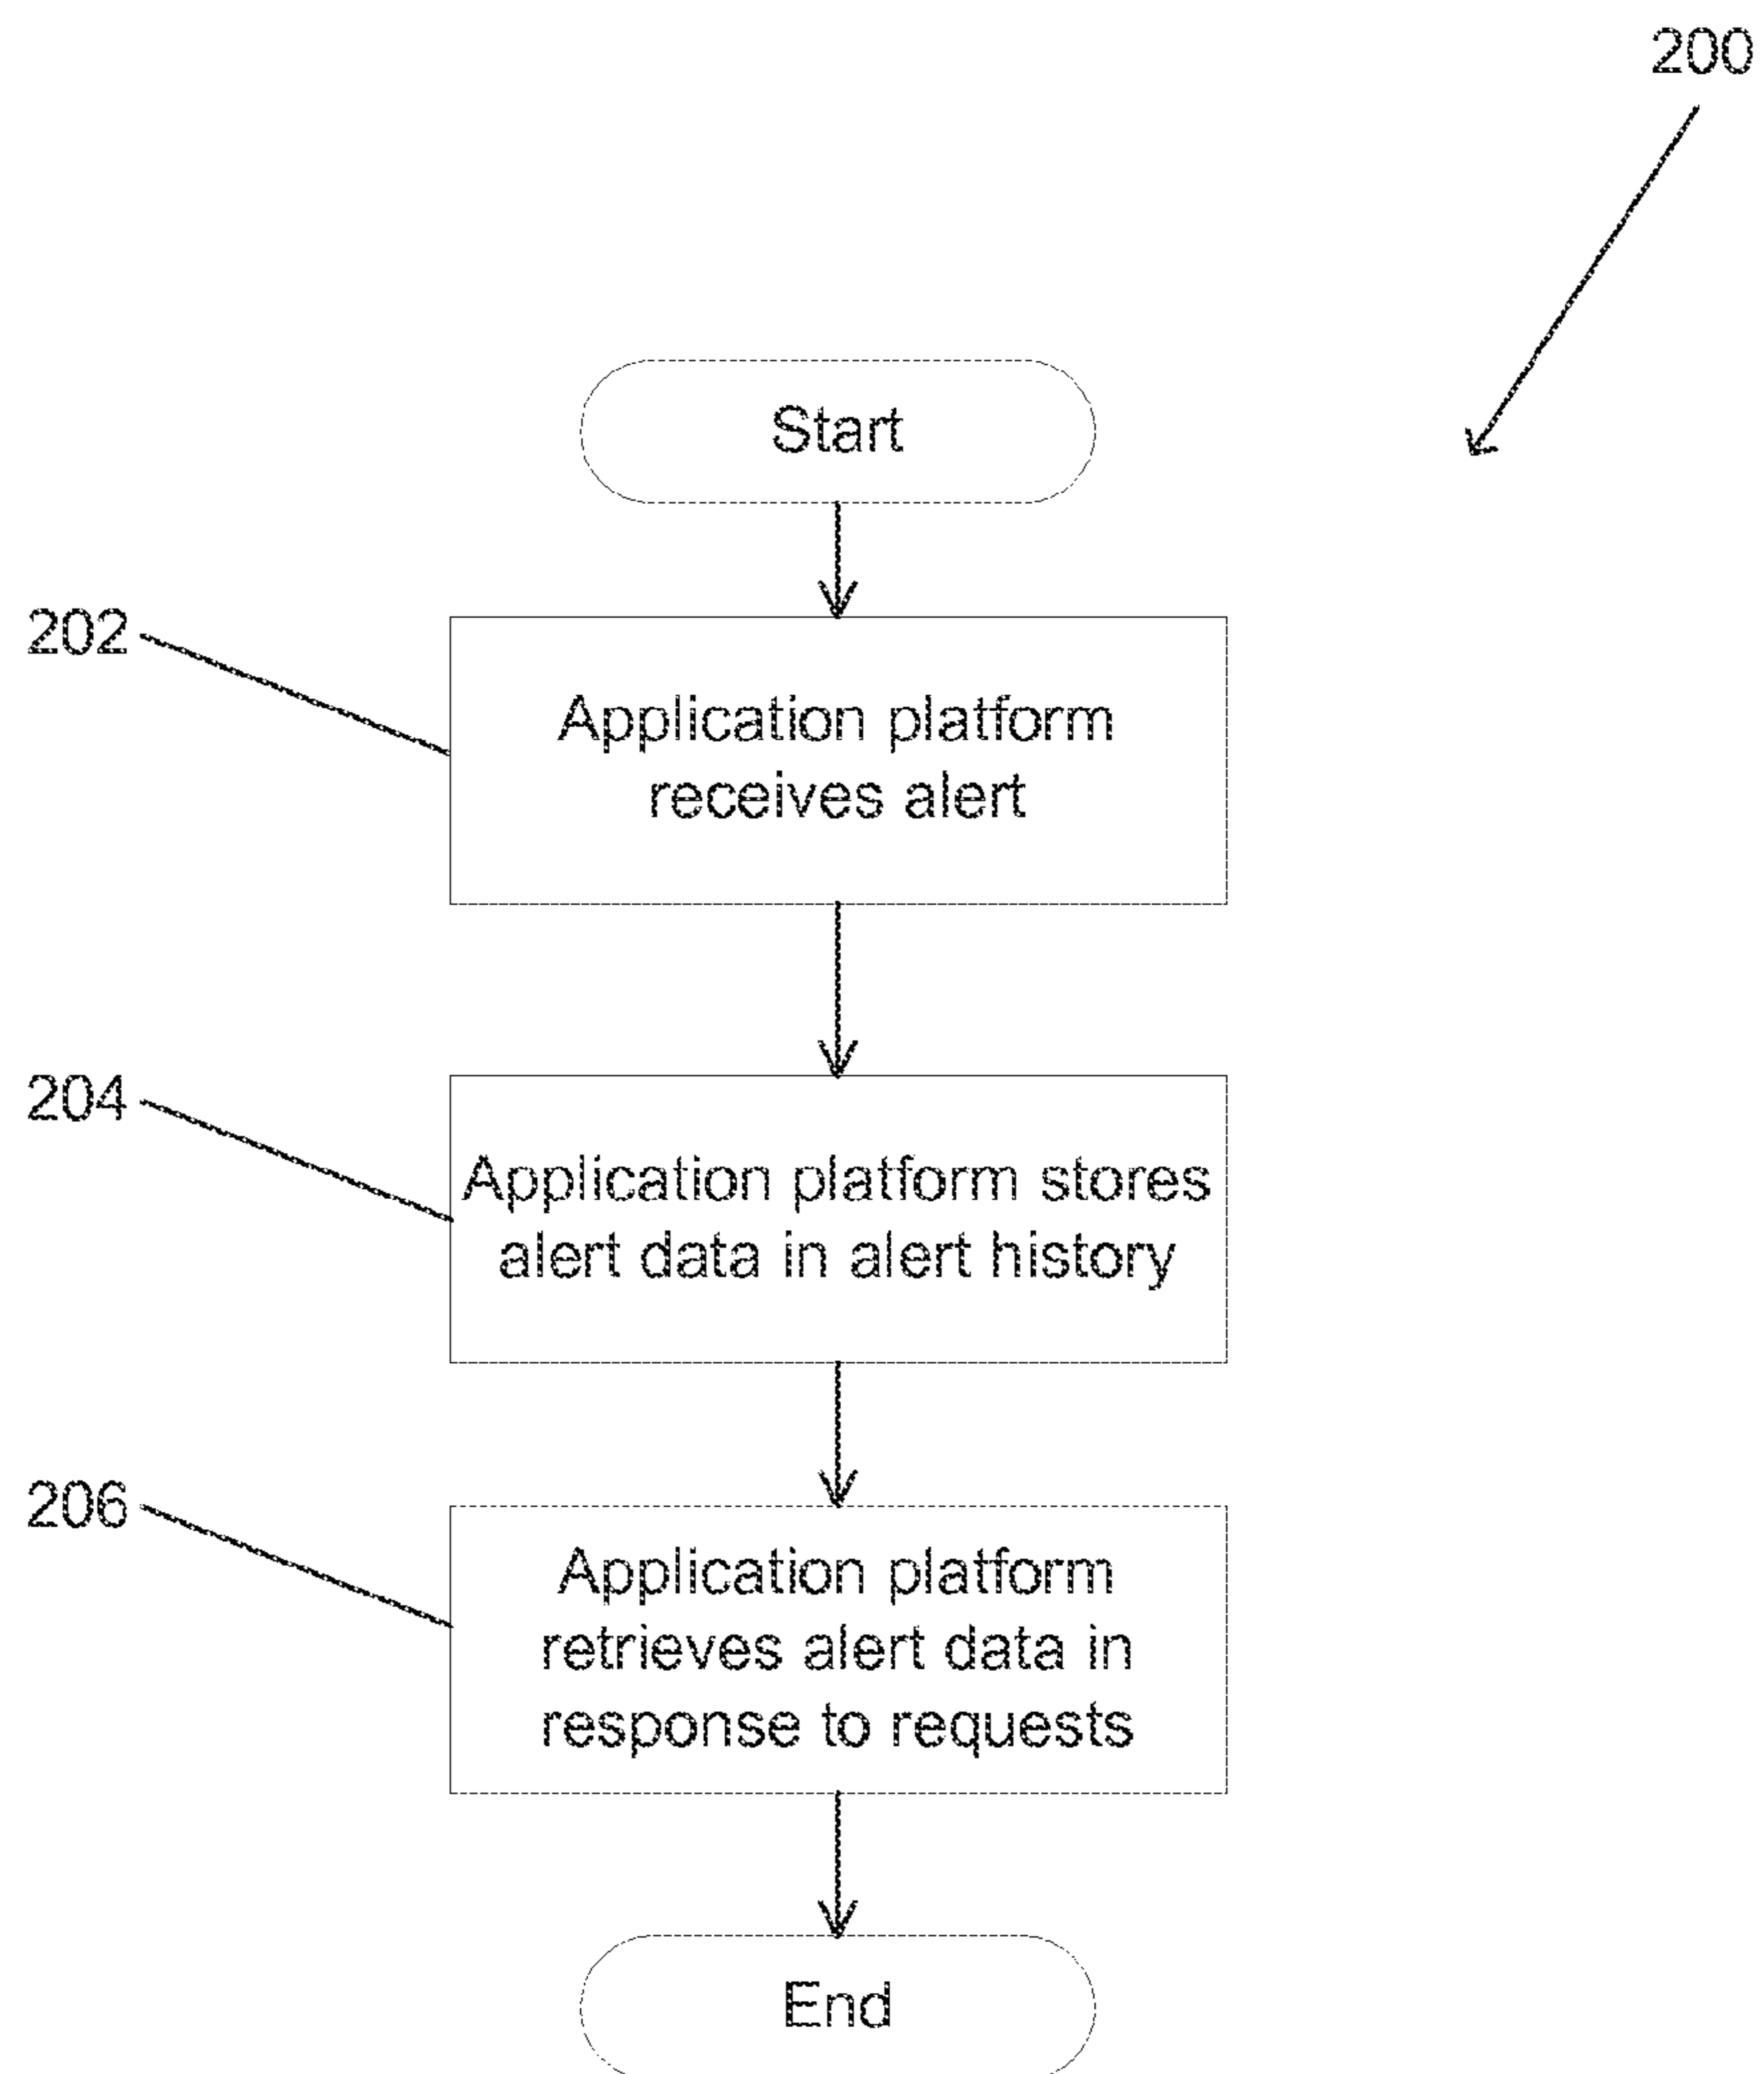 200
Start
202
Application platform
receives alert
204
Application platform stores
alert data in alert history
206
Application platform
retrieves alert data in
response to requests
End